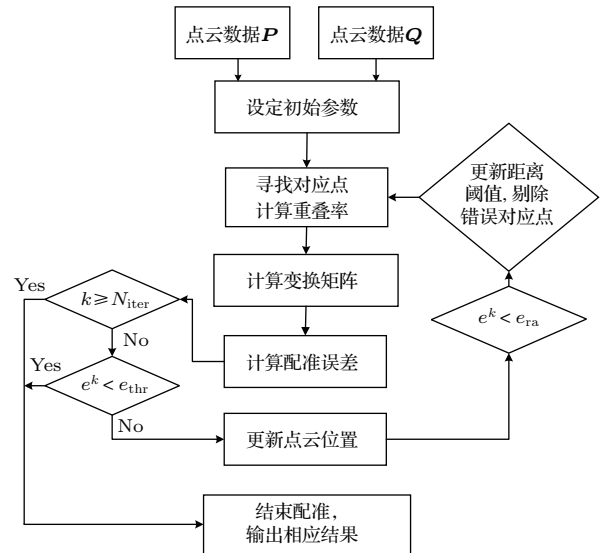 点云数据P
点云数据Q
设定初始参数
寻找对应点
计算重叠率
更新距离
阈值, 剔除
错误对应点
计算变换矩阵
Yes
k ⩾ N_iter
e^k < e_ra
No
计算配准误差
Yes
e^k < e_thr
No
更新点云位置
结束配准,
输出相应结果